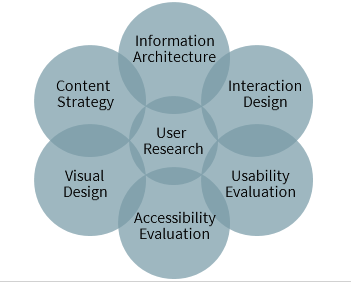 Information
Architecture
Content
Strategy
Interaction
Design
User
Research
Visual
Design
Usability
Evaluation
Accessibility
Evaluation